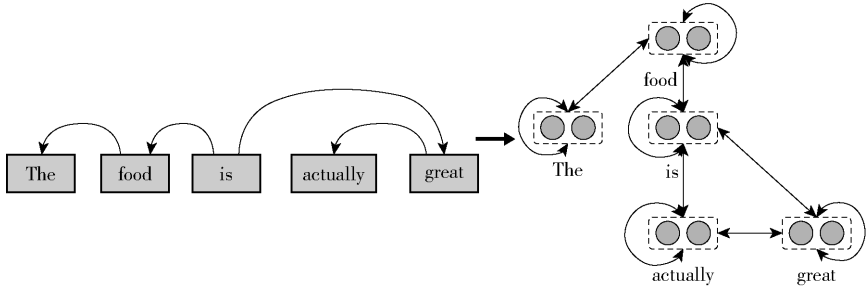 The food is actually great
food
The
is
actually great